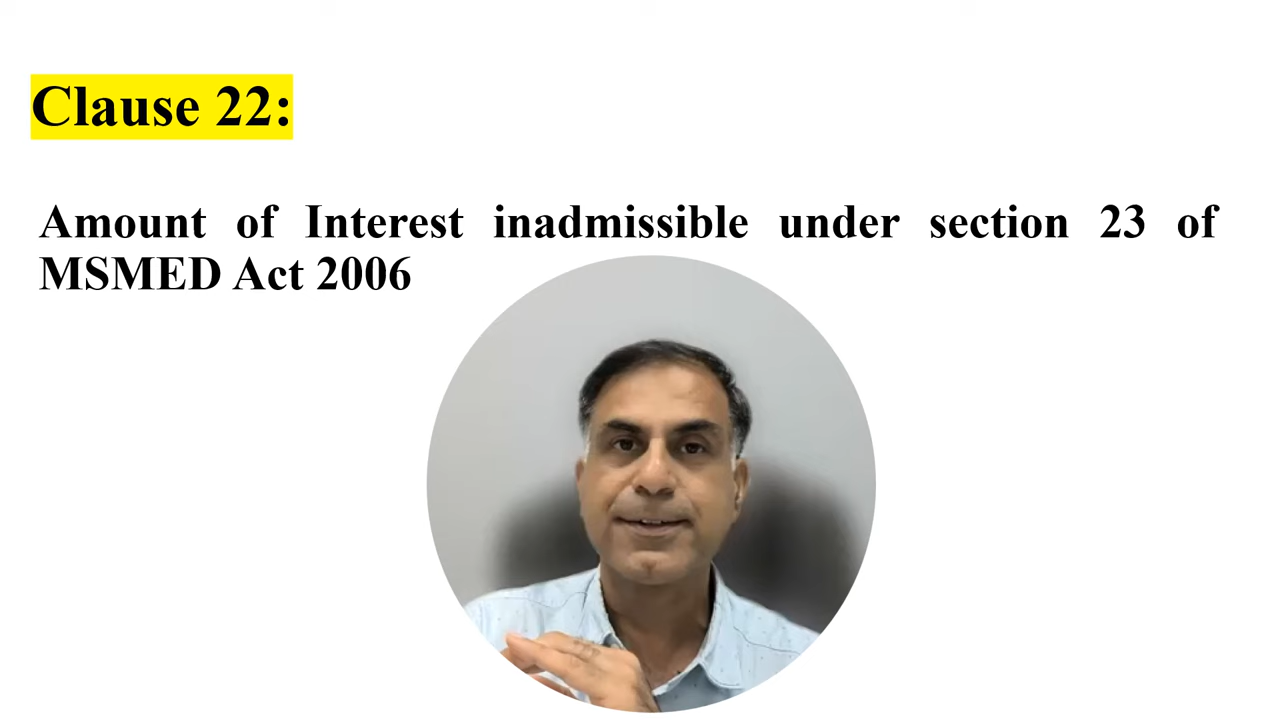 Clause 22:
Amount of Interest inadmissible under section 23 of
MSMED Act 2006